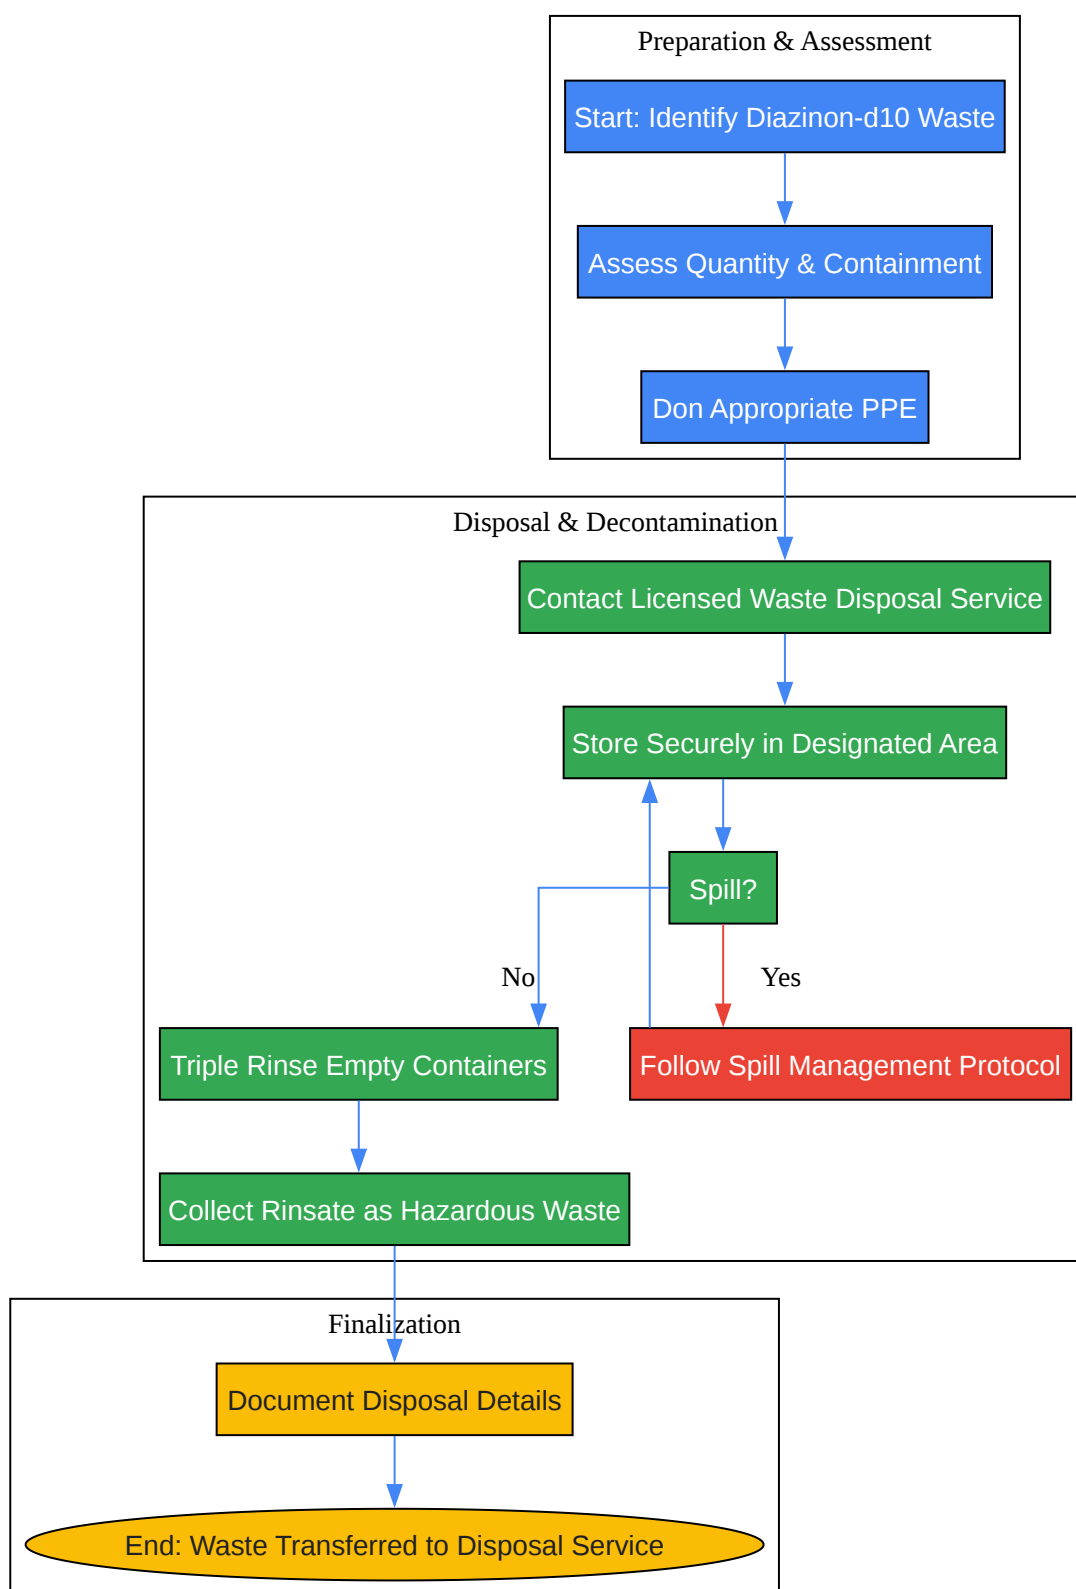 Preparation & Assessment
Start: Identify Diazinon-d10 Waste
Assess Quantity & Containment
Don Appropriate PPE
Disposal & Decontamination
Contact Licensed Waste Disposal Service
Store Securely in Designated Area
Spill?
No
Yes
Triple Rinse Empty Containers
Follow Spill Management Protocol
Collect Rinsate as Hazardous Waste
Finalization
Document Disposal Details
End: Waste Transferred to Disposal Service